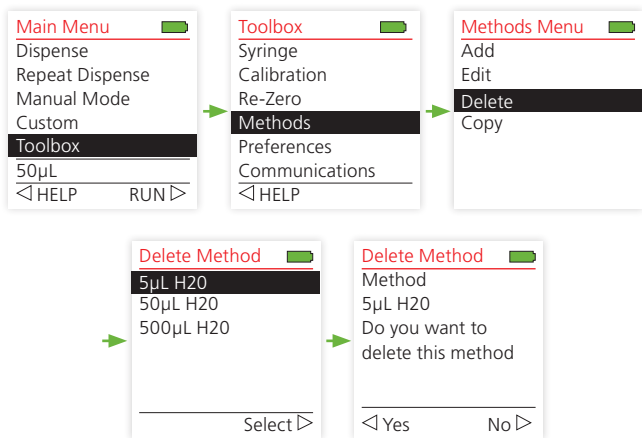 Main Menu
Dispense
Repeat Dispense
Manual Mode
Custom
Toolbox
50µL
HELP RUN
Toolbox
Syringe
Calibration
Re-Zero
Methods
Preferences
Communications
HELP
Methods Menu
Add
Edit
Delete
Copy
Delete Method
5µL H20
50µL H20
500µL H20
Select
Delete Method
Method
5µL H20
Do you want to
delete this method
Yes No